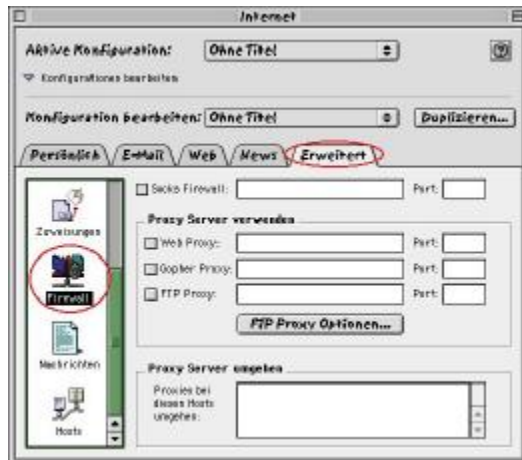 Internet
Aktive Konfiguration: Ohne Titel
Konfigurationen bearbeiten
Konfiguration bearbeiten: Ohne Titel Duplizieren...
Persönlich E-Mail Web News Erweitert
Zuweisungen
Firewall
Nachrichten
Hosts
Socks Firewall: Port:
Proxy Server verwenden
Web Proxy: Port:
Gopher Proxy: Port:
FTP Proxy: Port:
FTP Proxy Optionen...
Proxy Server umgehen
Proxies bei
diesen Hosts
umgehen: